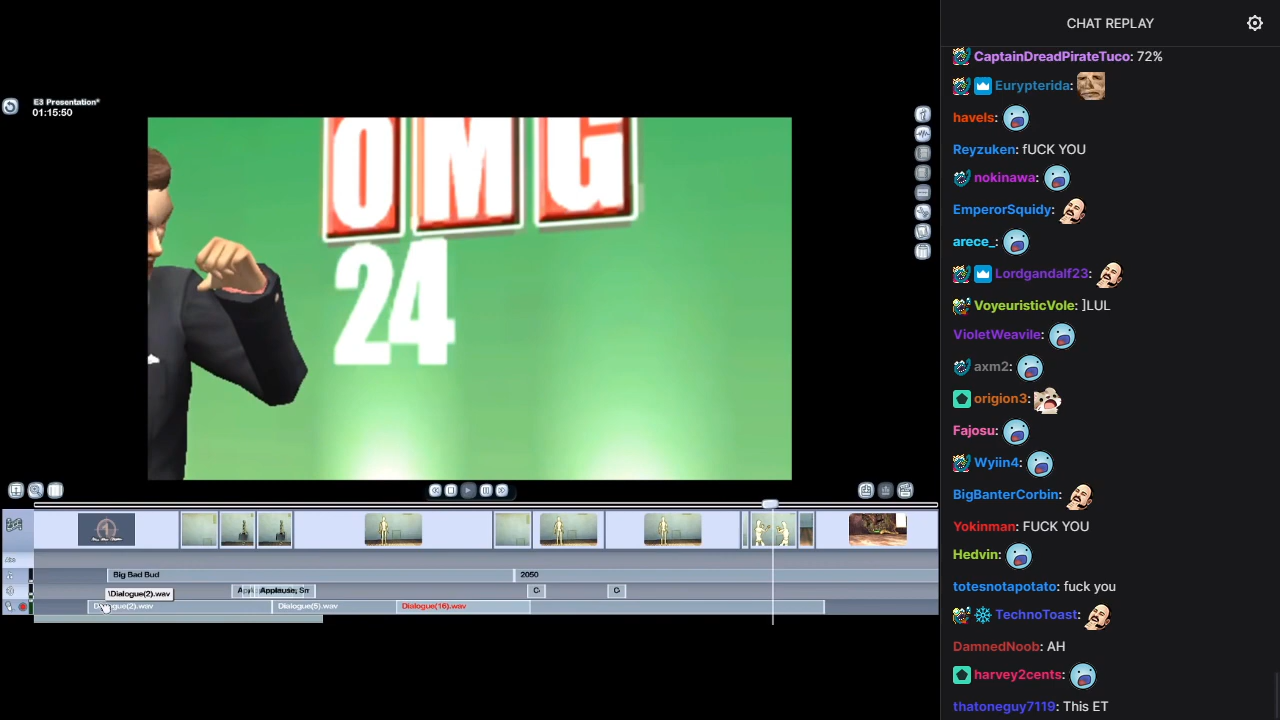 CHAT REPLAY
E3 Presentation*
01:15:50
OMG
24
Big Bad Bud
2050
\Dialogue(2).wav
Applause, Sm
C
C
Dialogue(5).wav
Dialogue(16).wav
CaptainDreadPirateTuco: 72%
Eurypterida:
havels:
Reyzuken: fUCK YOU
nokinawa:
EmperorSquidy:
arece_:
Lordgandalf23:
VoyeuristicVole: ]LUL
VioletWeavile:
axm2:
origion3:
Fajosu:
Wyiin4:
BigBanterCorbin:
Yokinman: FUCK YOU
Hedvin:
totesnotapotato: fuck you
TechnoToast:
DamnedNoob: AH
harvey2cents:
thatoneguy7119: This ET